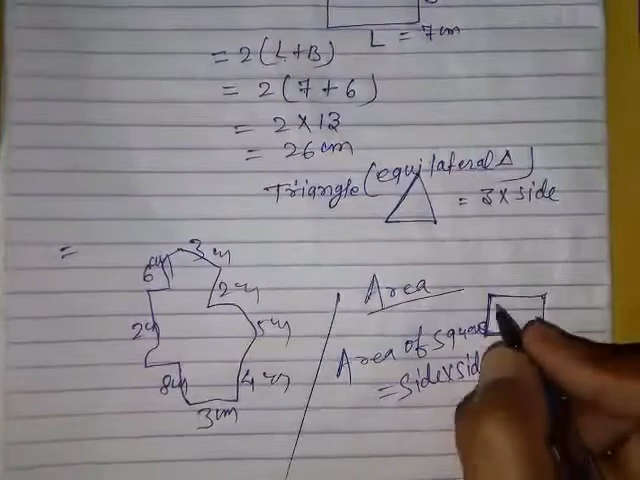 L = 7cm
= 2(L+B)
= 2(7+6)
= 2×13
= 26cm
Triangle (equilateral Δ)
= 3×side
=
3cm
6cm
2cm
2cm
5cm
8cm
4cm
3cm
Area
Area of square
= Side×sid